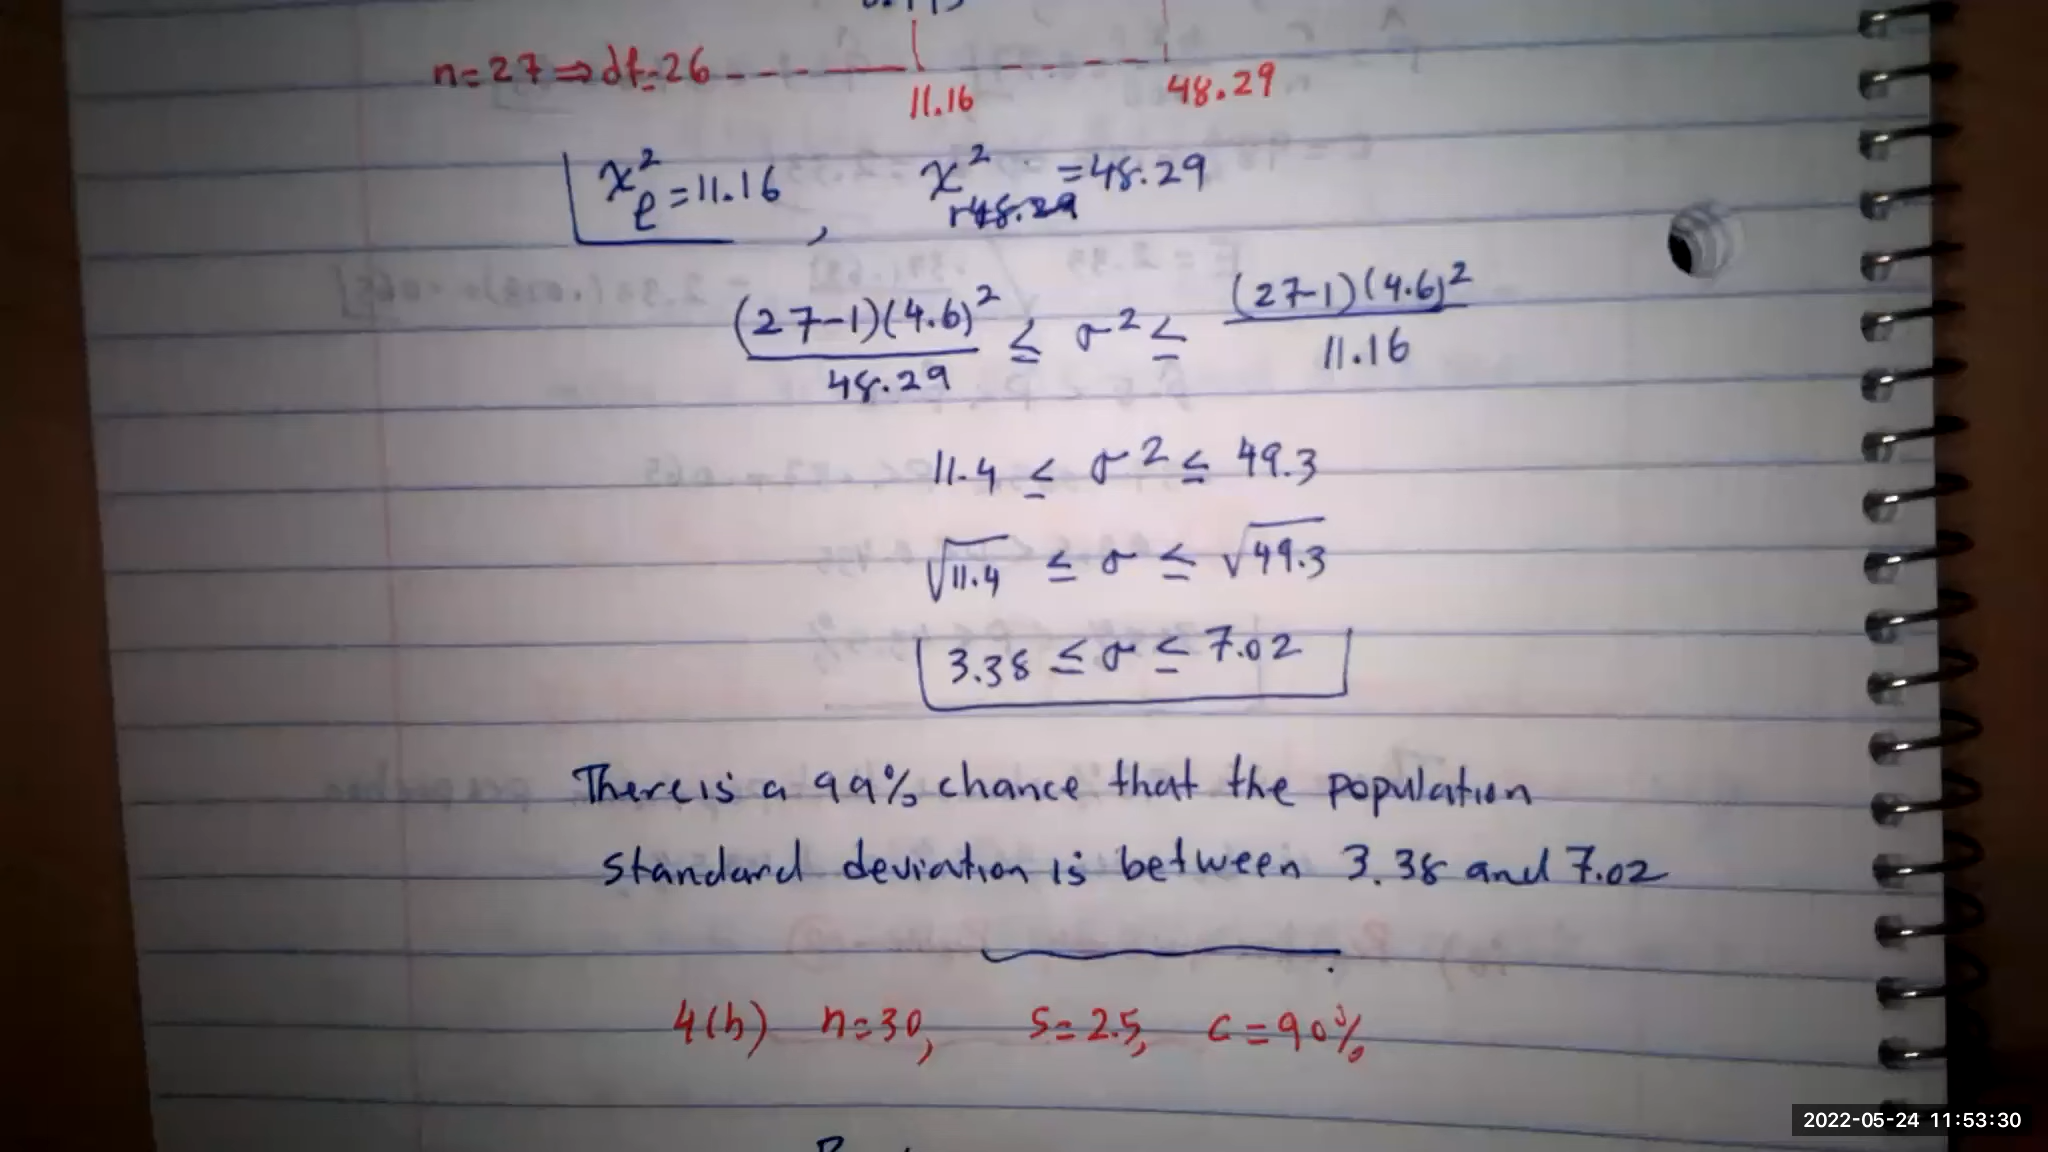 n=27 ⇒ df=26
11.16
48.29
χ²ℓ = 11.16 , χ²r = 48.29
(27-1)(4.6)²/48.29 ≤ σ² ≤ (27-1)(4.6)²/11.16
11.4 ≤ σ² ≤ 49.3
√11.4 ≤ σ ≤ √49.3
3.38 ≤ σ ≤ 7.02
There is a 99% chance that the population
standard deviation is between 3.38 and 7.02
4(b) n=30, s=2.5, c=90%
2022-05-24 11:53:30